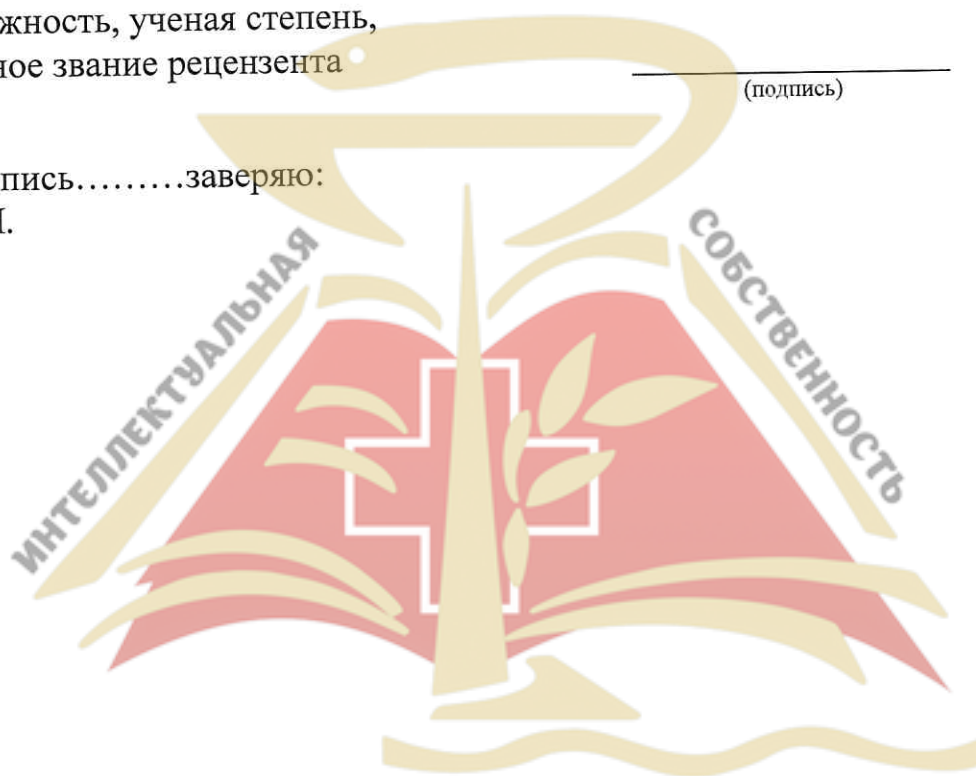 жность, ученая степень,
ное звание рецензента
(подпись)
пись.........заверяю:
ИНТЕЛЛЕКТУАЛЬНАЯ
СОБСТВЕННОСТЬ